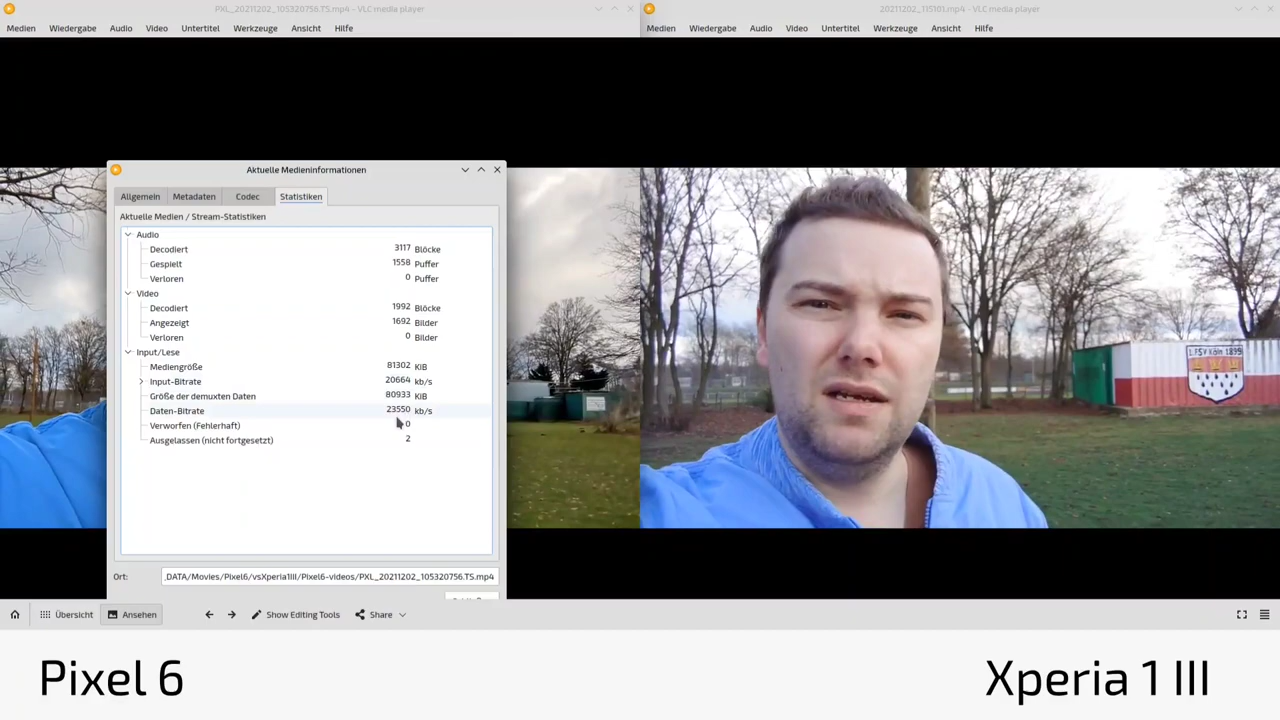 PXL_20211202_105320756.TS.mp4 - VLC media player
20211202_115101.mp4 - VLC media player
Medien Wiedergabe Audio Video Untertitel Werkzeuge Ansicht Hilfe
Medien Wiedergabe Audio Video Untertitel Werkzeuge Ansicht Hilfe
Aktuelle Medieninformationen
Allgemein Metadaten Codec Statistiken
Aktuelle Medien / Stream-Statistiken
Audio
Decodiert 3117 Blöcke
Gespielt 1558 Puffer
Verloren 0 Puffer
Video
Decodiert 1992 Blöcke
Angezeigt 1692 Bilder
Verloren 0 Bilder
Input/Lese
Mediengröße 81302 KiB
Input-Bitrate 20664 kb/s
Größe der demuxten Daten 80933 KiB
Daten-Bitrate 23550 kb/s
Verworfen (Fehlerhaft) 0
Ausgelassen (nicht fortgesetzt) 2
Ort: .DATA/Movies/Pixel6/vsXperia1III/Pixel6-videos/PXL_20211202_105320756.TS.mp4
Köln 1899
Übersicht Ansehen Show Editing Tools Share
Pixel 6
Xperia 1 III